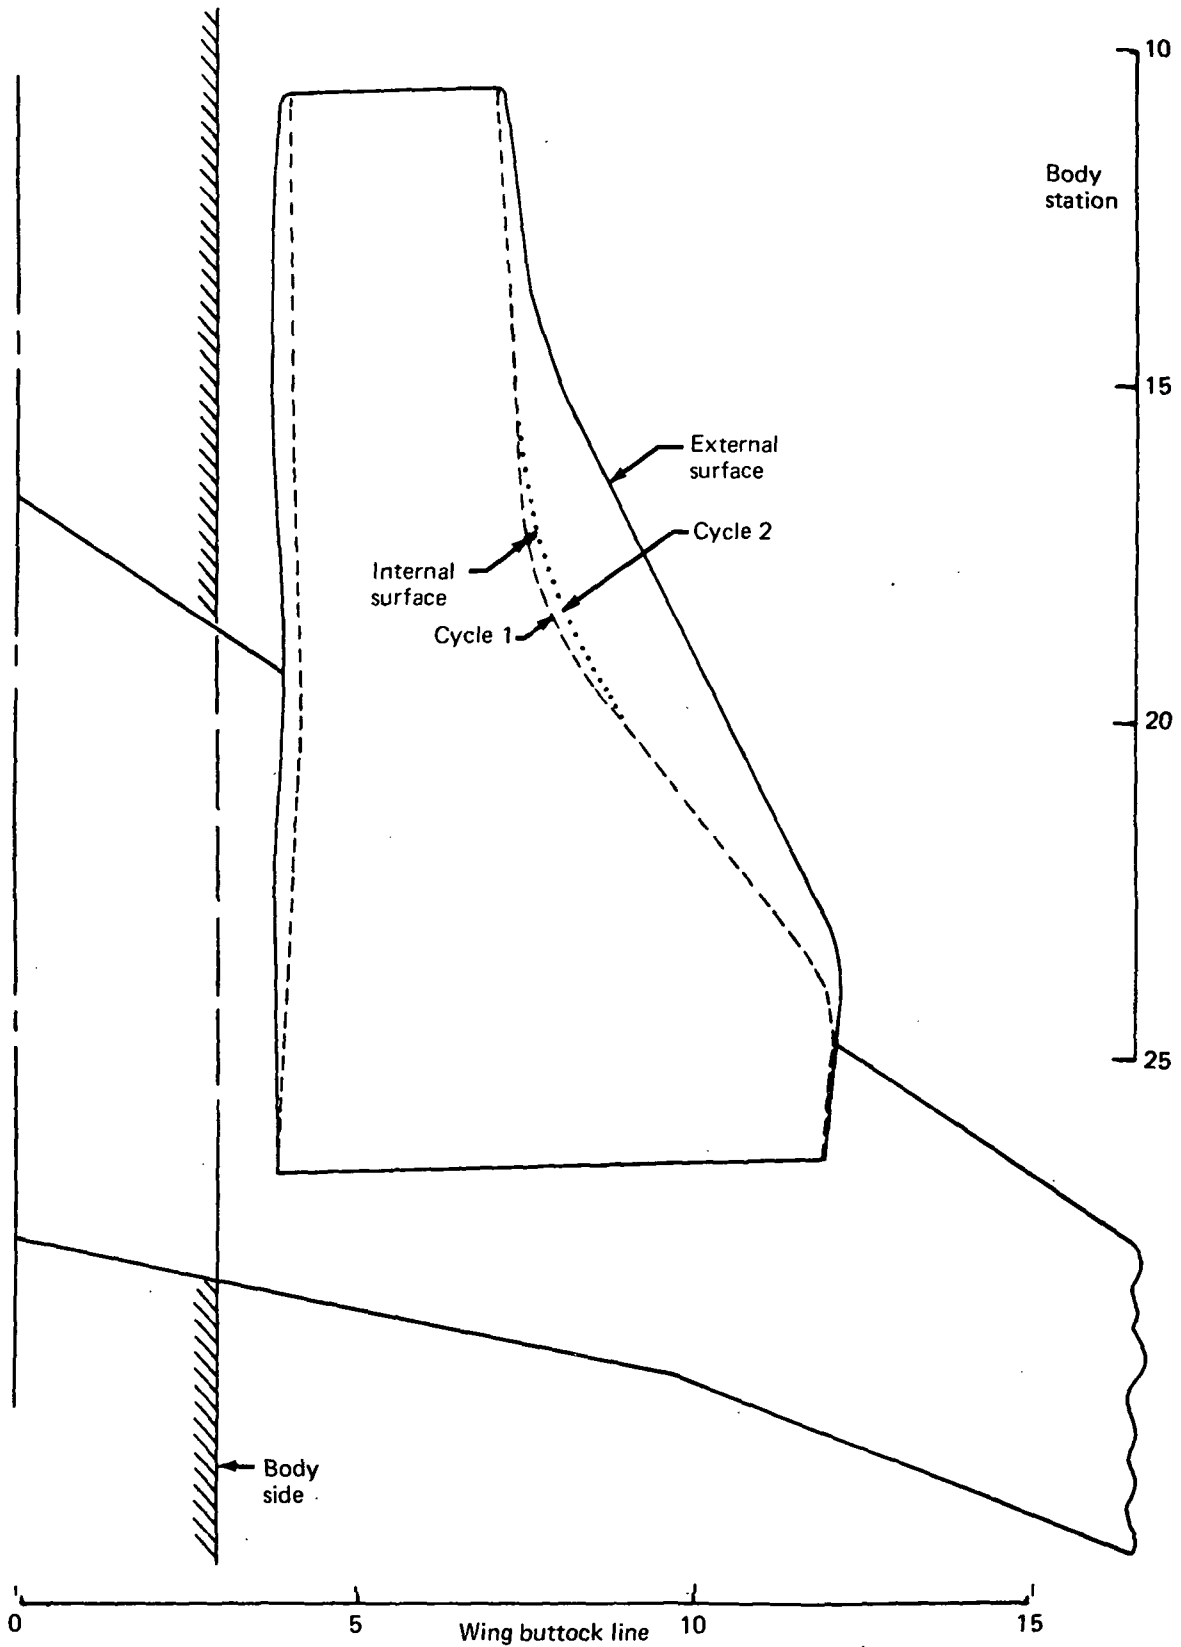 10
Body
station
15
External
surface
Cycle 2
Internal
surface
Cycle 1
20
25
Body
side
0
5
10
15
Wing buttock line